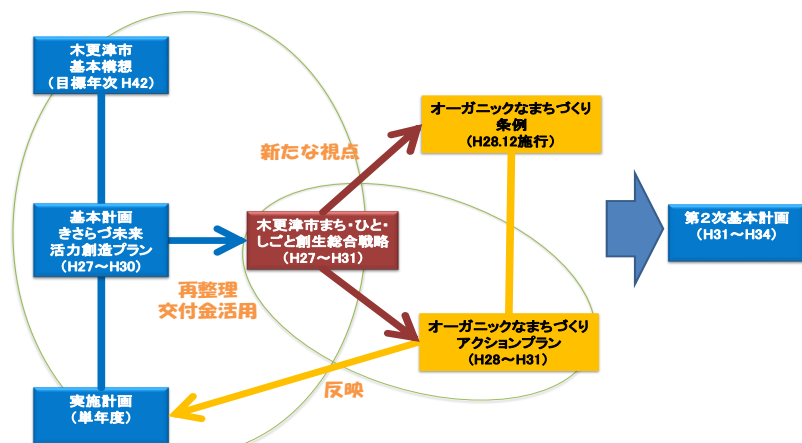 木更津市
基本構想
（目標年次 H42）
オーガニックなまちづくり
条例
（H28.12施行）
新たな視点
基本計画
きさらづ未来
活力創造プラン
（H27～H30）
木更津市まち・ひと・
しごと創生総合戦略
（H27～H31）
第２次基本計画
（H31～H34）
再整理
交付金活用
オーガニックなまちづくり
アクションプラン
（H28～H31）
反映
実施計画
（単年度）